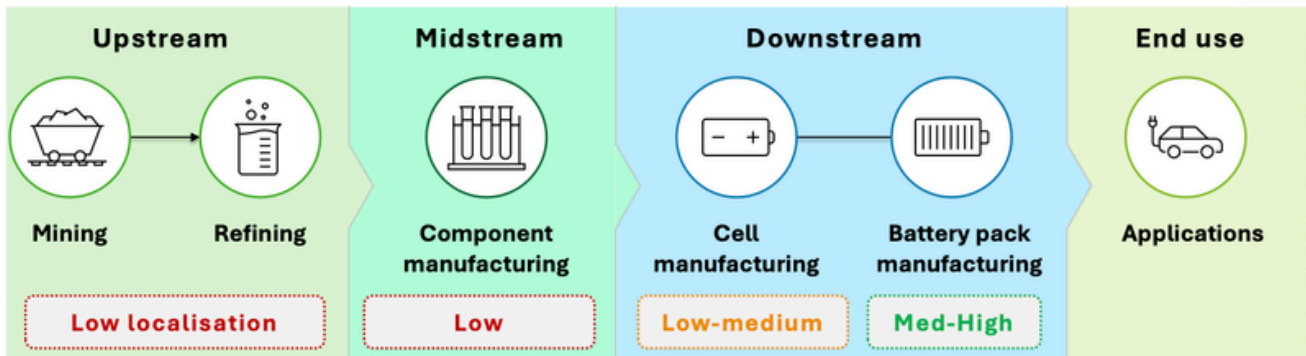 Upstream
Midstream
Downstream
End use
Mining
Refining
Component
manufacturing
Cell
manufacturing
Battery pack
manufacturing
Applications
Low localisation
Low
Low-medium
Med-High